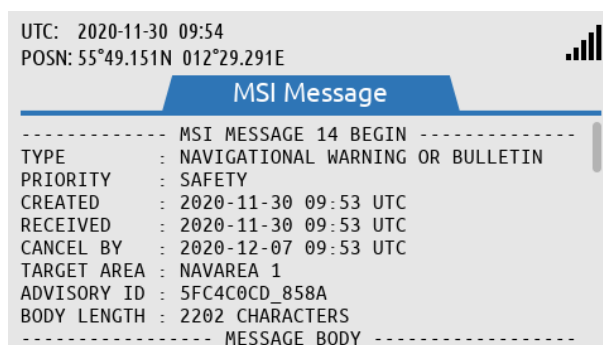 UTC: 2020-11-30 09:54
POSN: 55°49.151N 012°29.291E
MSI Message
------------- MSI MESSAGE 14 BEGIN --------------
TYPE : NAVIGATIONAL WARNING OR BULLETIN
PRIORITY : SAFETY
CREATED : 2020-11-30 09:53 UTC
RECEIVED : 2020-11-30 09:53 UTC
CANCEL BY : 2020-12-07 09:53 UTC
TARGET AREA : NAVAREA 1
ADVISORY ID : 5FC4C0CD_858A
BODY LENGTH : 2202 CHARACTERS
----------------- MESSAGE BODY ------------------